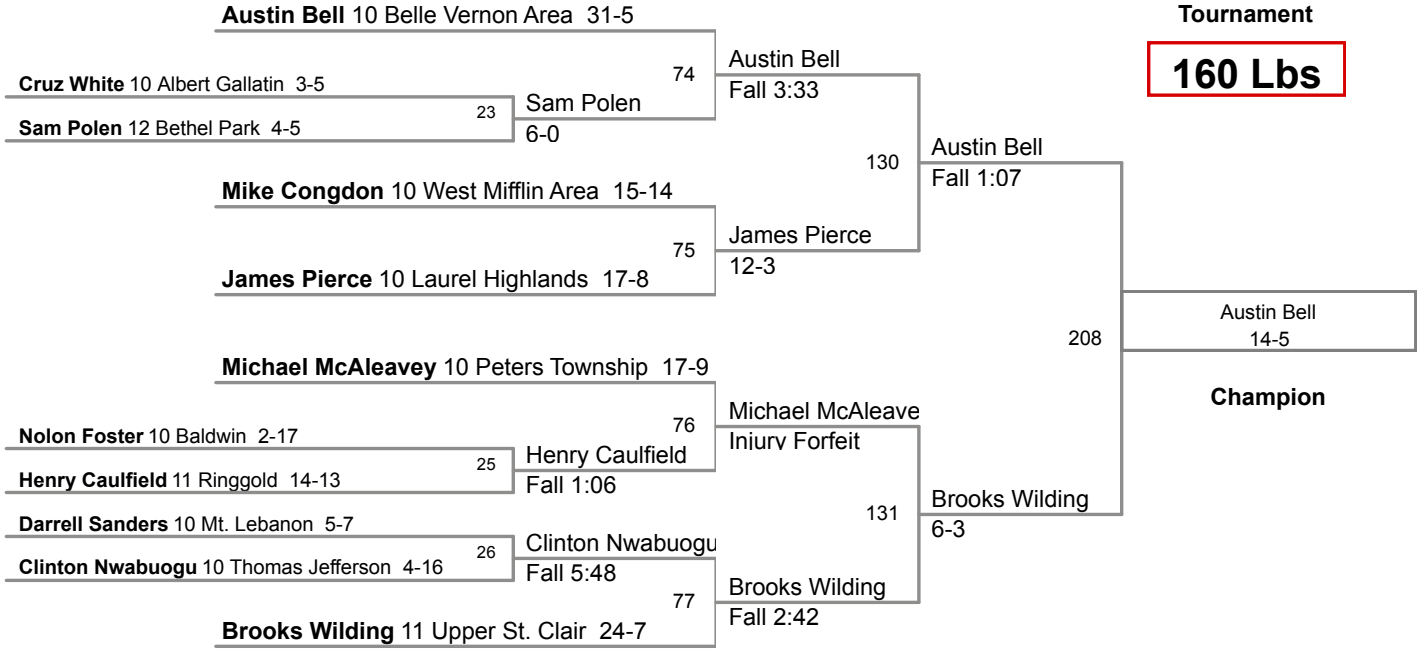 Austin Bell 10 Belle Vernon Area 31-5
Tournament
160 Lbs
Cruz White 10 Albert Gallatin 3-5
23
Sam Polen 12 Bethel Park 4-5
Sam Polen
6-0
74
Austin Bell
Fall 3:33
Mike Congdon 10 West Mifflin Area 15-14
75
James Pierce 10 Laurel Highlands 17-8
James Pierce
12-3
130
Austin Bell
Fall 1:07
Michael McAleavey 10 Peters Township 17-9
Nolon Foster 10 Baldwin 2-17
25
Henry Caulfield 11 Ringgold 14-13
Henry Caulfield
Fall 1:06
76
Michael McAleave
Injury Forfeit
Darrell Sanders 10 Mt. Lebanon 5-7
26
Clinton Nwabuogu 10 Thomas Jefferson 4-16
Clinton Nwabuogu
Fall 5:48
77
Brooks Wilding 11 Upper St. Clair 24-7
Brooks Wilding
Fall 2:42
131
Brooks Wilding
6-3
208
Austin Bell
14-5
Champion